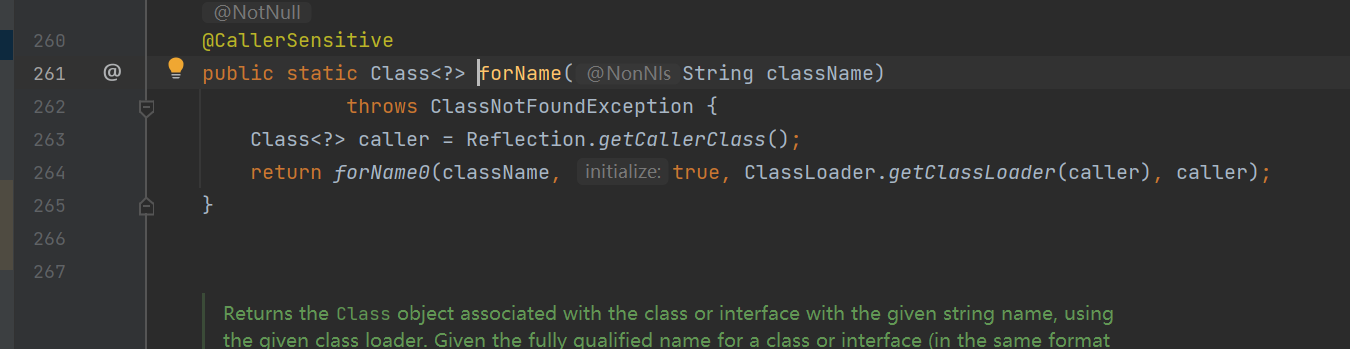 @NotNull
260 @CallerSensitive
261 @ public static Class<?> forName( @NonNls String className)
262 throws ClassNotFoundException {
263 Class<?> caller = Reflection.getCallerClass();
264 return forName0(className, initialize: true, ClassLoader.getClassLoader(caller), caller);
265 }
266
267
Returns the Class object associated with the class or interface with the given string name, using
the given class loader. Given the fully qualified name for a class or interface (in the same format